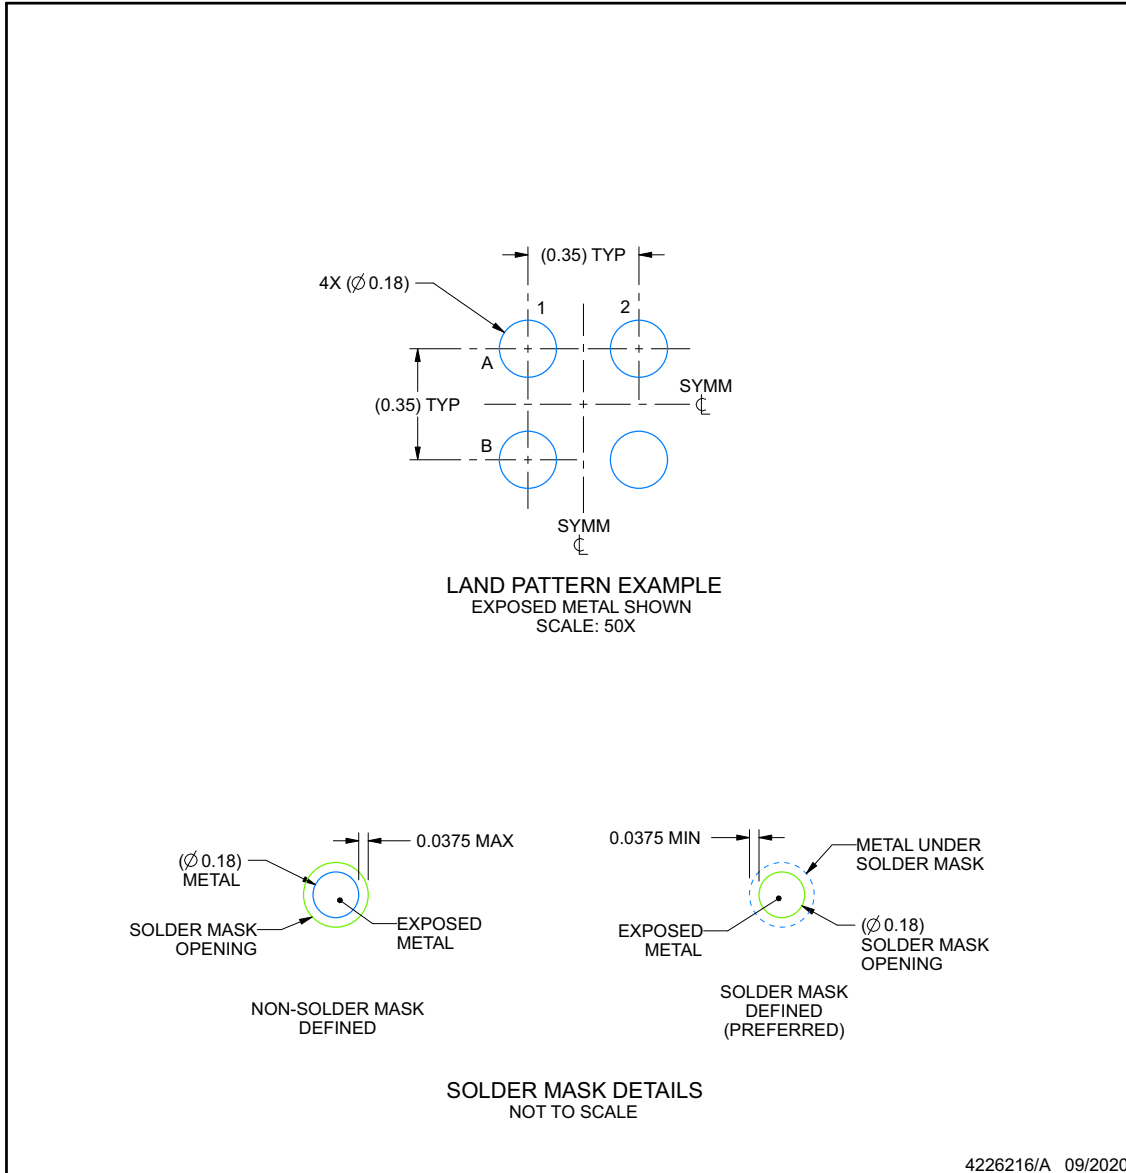 (0.35) TYP
4X (∅ 0.18)
1
2
A
SYMM
℄
(0.35) TYP
B
SYMM
℄
LAND PATTERN EXAMPLE
EXPOSED METAL SHOWN
SCALE: 50X
0.0375 MAX
(∅ 0.18)
METAL
SOLDER MASK
OPENING
EXPOSED
METAL
NON-SOLDER MASK
DEFINED
0.0375 MIN
METAL UNDER
SOLDER MASK
EXPOSED
METAL
(∅ 0.18)
SOLDER MASK
OPENING
SOLDER MASK
DEFINED
(PREFERRED)
SOLDER MASK DETAILS
NOT TO SCALE
4226216/A 09/2020